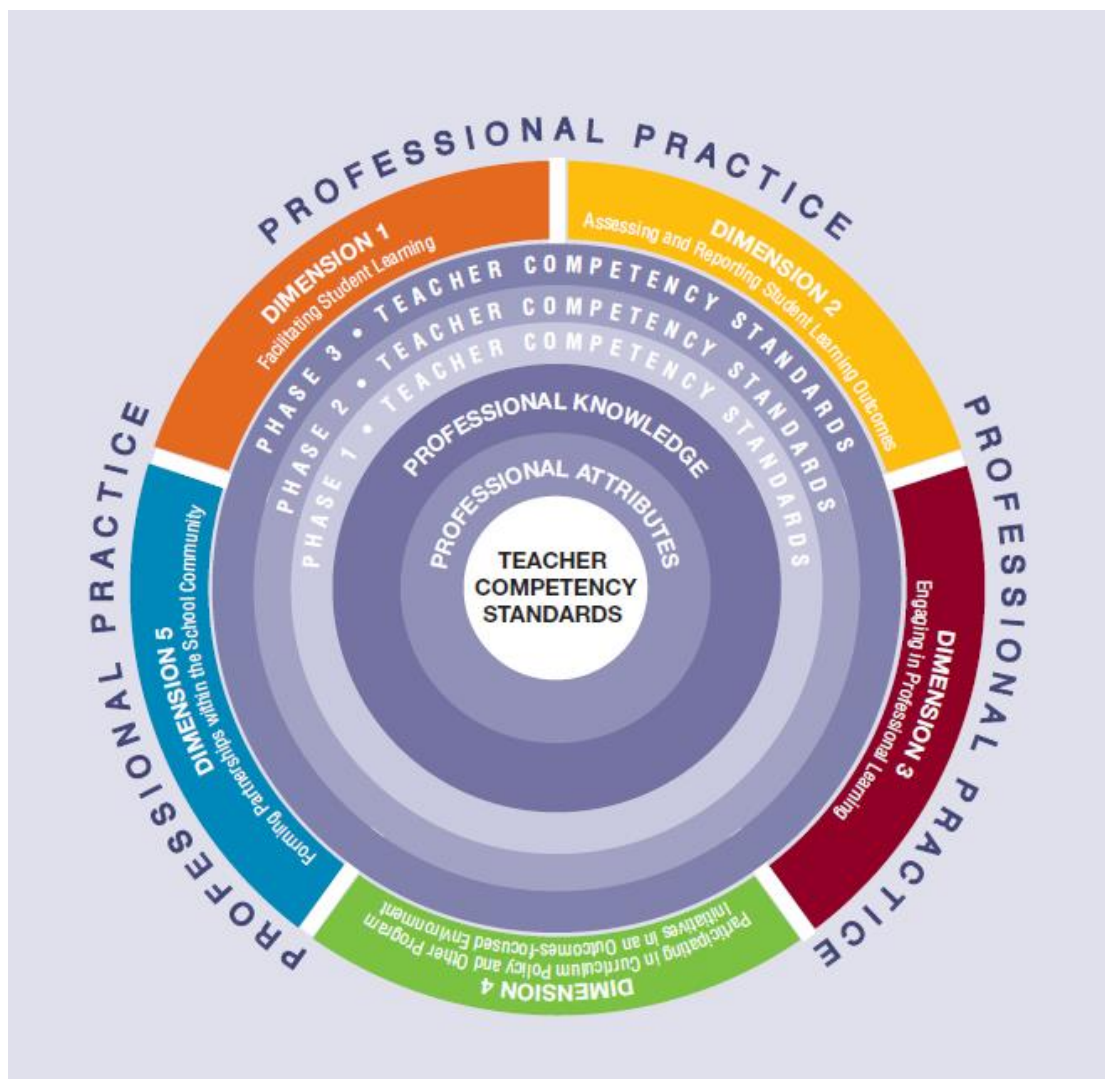 PROFESSIONAL PRACTICE
PROFESSIONAL PRACTICE
PROFESSIONAL PRACTICE
DIMENSION 1
Facilitating Student Learning
DIMENSION 2
Assessing and Reporting Student Learning Outcomes
DIMENSION 3
Engaging in Professional Learning
DIMENSION 4
Participating in Curriculum Policy and Other Program
Initiatives in an Outcomes-focused Environment
DIMENSION 5
Forming Partnerships within the School Community
PHASE 3 • TEACHER COMPETENCY STANDARDS
PHASE 2 • TEACHER COMPETENCY STANDARDS
PHASE 1 • TEACHER COMPETENCY STANDARDS
PROFESSIONAL KNOWLEDGE
PROFESSIONAL ATTRIBUTES
TEACHER
COMPETENCY
STANDARDS